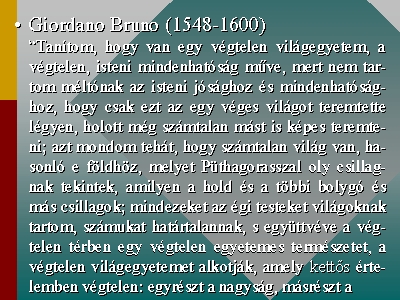 • Giordano Bruno (1548-1600)
“Tanítom, hogy van egy végtelen világegyetem, a
végtelen, isteni mindenhatóság műve, mert nem tar-
tom méltónak az isteni jósághoz és mindenhatóság-
hoz, hogy csak ezt az egy véges világot teremtette
légyen, holott még számtalan mást is képes teremte-
ni; azt mondom tehát, hogy számtalan világ van, ha-
sonló e földhöz, melyet Püthagorasszal oly csillag-
nak tekintek, amilyen a hold és a többi bolygó és
más csillagok; mindezeket az égi testeket világoknak
tartom, számukat határtalannak, s együttvéve a vég-
telen térben egy végtelen egyetemes természetet, a
végtelen világegyetemet alkotják, amely kettős érte-
lemben végtelen: egyrészt a nagyság, másrészt a